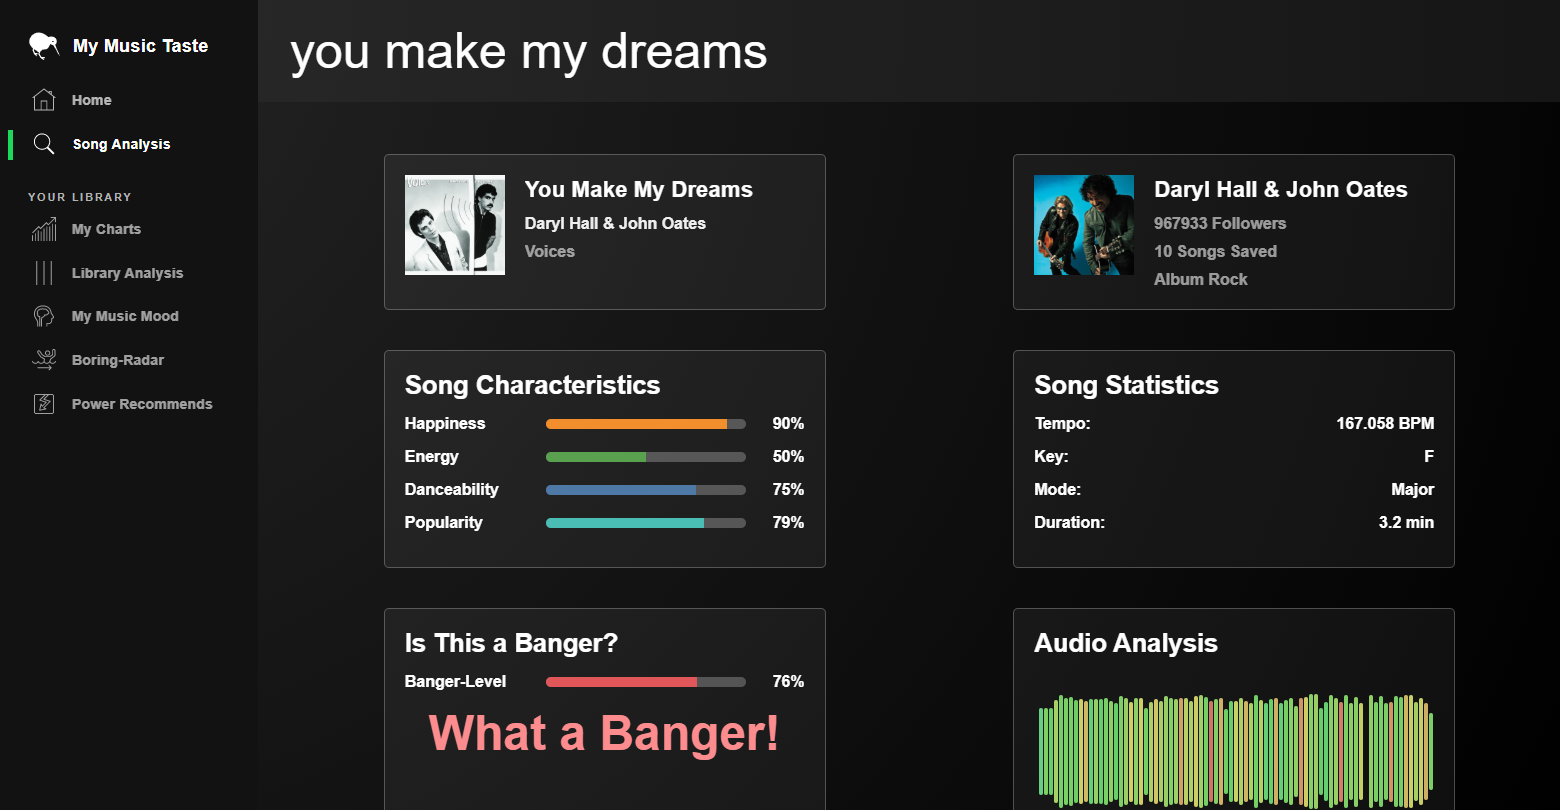 My Music Taste
Home
Song Analysis
YOUR LIBRARY
My Charts
Library Analysis
My Music Mood
Boring-Radar
Power Recommends
you make my dreams
You Make My Dreams
Daryl Hall & John Oates
Voices
Daryl Hall & John Oates
967933 Followers
10 Songs Saved
Album Rock
Song Characteristics
Happiness 90%
Energy 50%
Danceability 75%
Popularity 79%
Song Statistics
Tempo: 167.058 BPM
Key: F
Mode: Major
Duration: 3.2 min
Is This a Banger?
Banger-Level 76%
What a Banger!
Audio Analysis